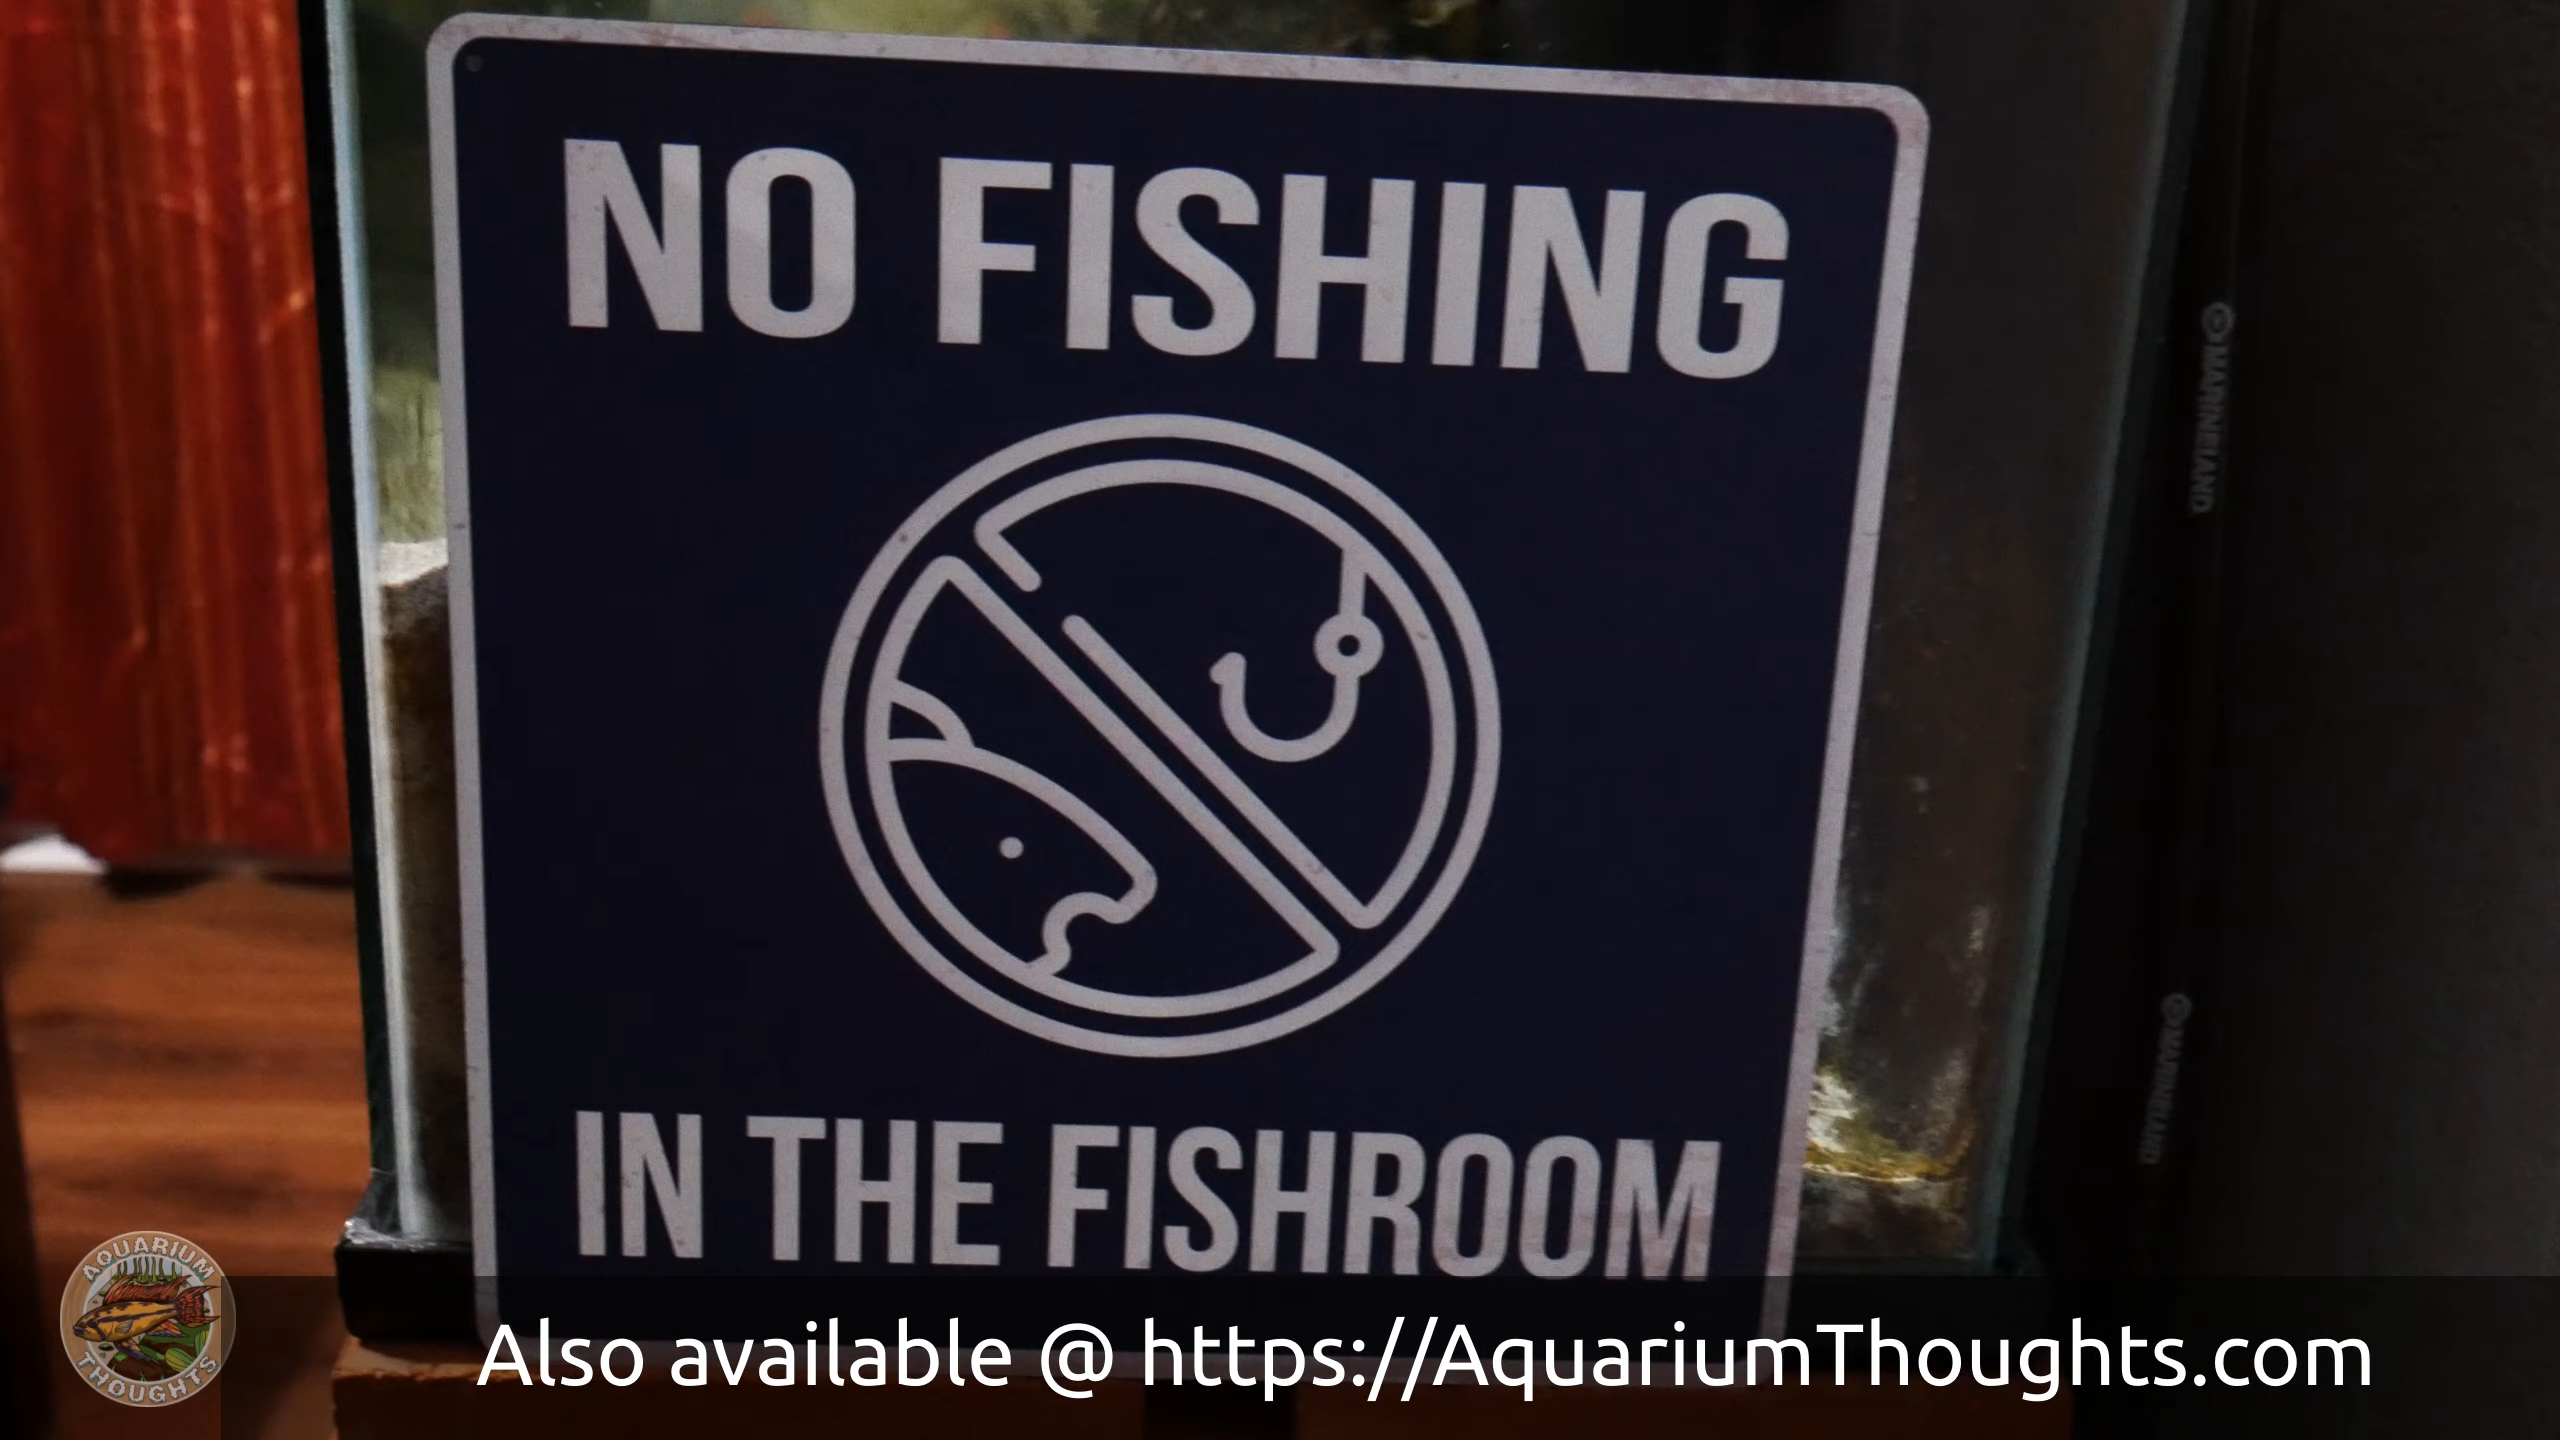 NO FISHING
IN THE FISHROOM
MARINELAND
MARINELAND
AQUARIUM
THOUGHTS
Also available @ https://AquariumThoughts.com